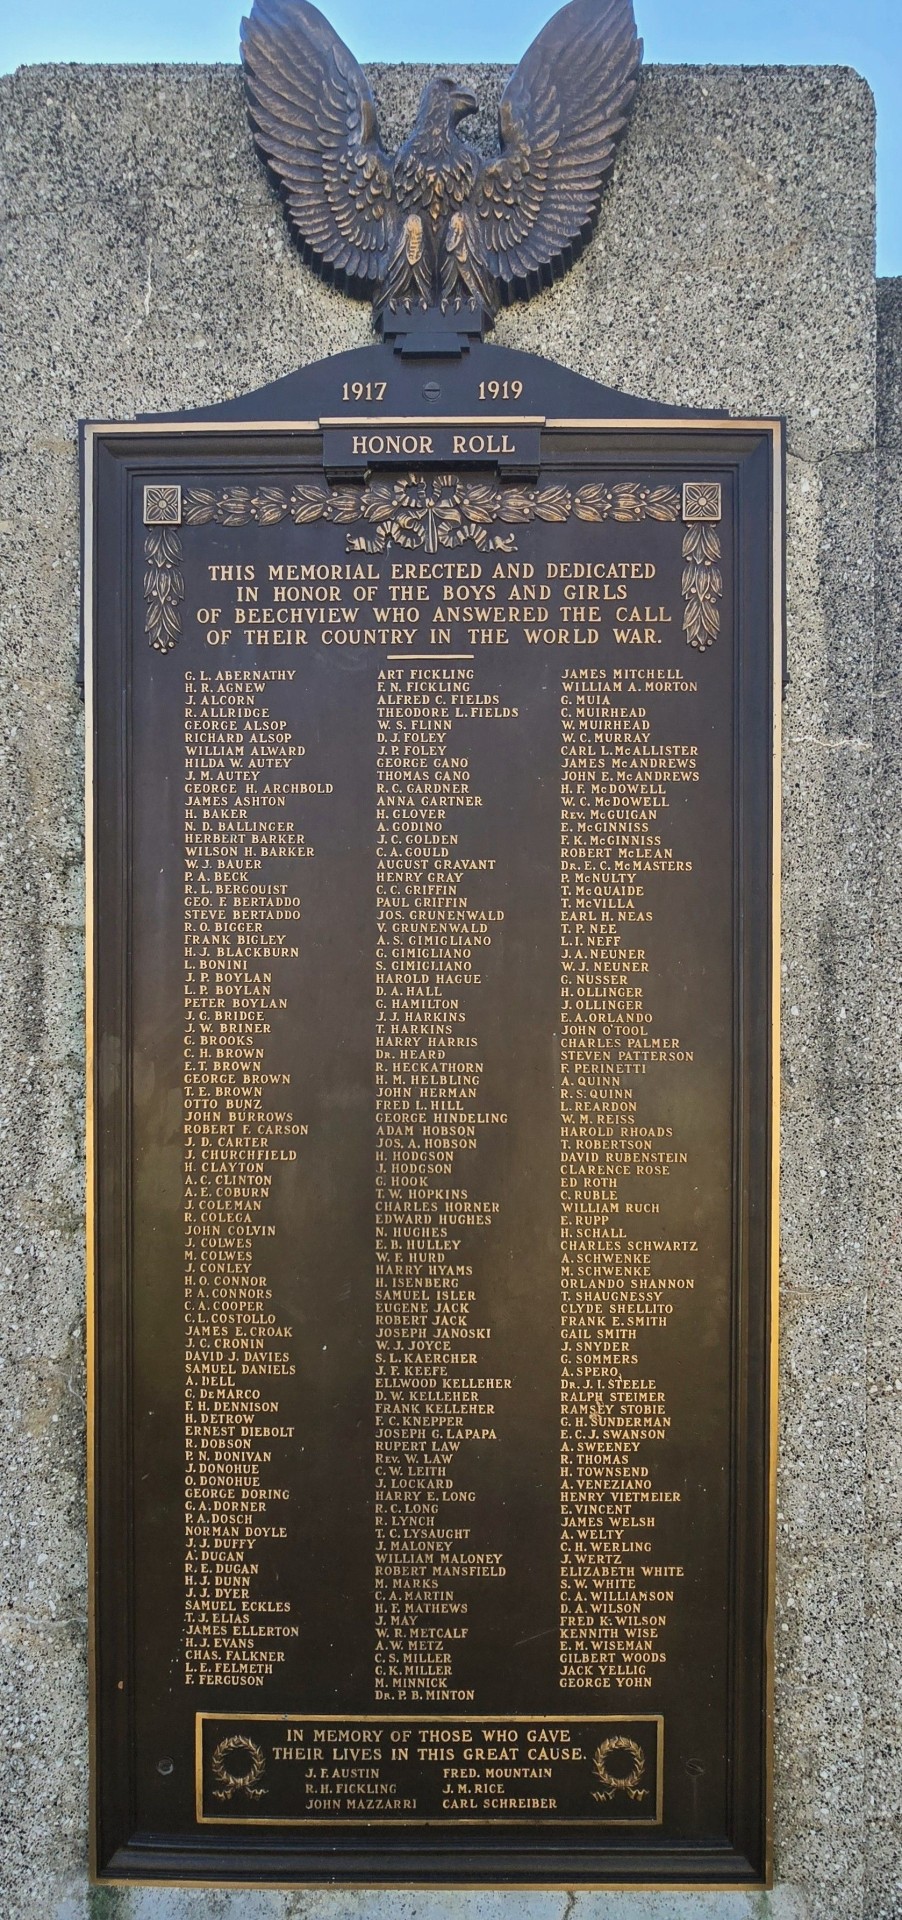 1917 1919
HONOR ROLL
THIS MEMORIAL ERECTED AND DEDICATED
IN HONOR OF THE BOYS AND GIRLS
OF BEECHVIEW WHO ANSWERED THE CALL
OF THEIR COUNTRY IN THE WORLD WAR.
G. L. ABERNATHY
H. R. AGNEW
J. ALCORN
R. ALLRIDGE
GEORGE ALSOP
RICHARD ALSOP
WILLIAM ALWARD
HILDA W. AUTEY
J. M. AUTEY
GEORGE H. ARCHBOLD
JAMES ASHTON
H. BAKER
N. D. BALLINGER
HERBERT BARKER
WILSON H. BARKER
W. J. BAUER
P. A. BECK
R. L. BERGQUIST
GEO. F. BERTADDO
STEVE BERTADDO
R. O. BIGGER
FRANK BIGLEY
H. J. BLACKBURN
L. BONINI
J. P. BOYLAN
L. P. BOYLAN
PETER BOYLAN
J. G. BRIDGE
J. W. BRINER
G. BROOKS
C. H. BROWN
E. T. BROWN
GEORGE BROWN
T. E. BROWN
OTTO BUNZ
JOHN BURROWS
ROBERT F. CARSON
J. D. CARTER
J. CHURCHFIELD
H. CLAYTON
A. C. CLINTON
A. E. COBURN
J. COLEMAN
R. COLEGA
JOHN COLVIN
J. COLWES
M. COLWES
J. CONLEY
H. O. CONNOR
P. A. CONNORS
C. A. COOPER
C. L. COSTOLLO
JAMES E. CROAK
J. C. CRONIN
DAVID J. DAVIES
SAMUEL DANIELS
A. DELL
C. DEMARCO
F. H. DENNISON
H. DETROW
ERNEST DIEBOLT
R. DOBSON
P. N. DONIVAN
J. DONOHUE
O. DONOHUE
GEORGE DORING
G. A. DORNER
P. A. DOSCH
NORMAN DOYLE
J. J. DUFFY
A. DUGAN
R. E. DUGAN
H. J. DUNN
J. J. DYER
SAMUEL ECKLES
T. J. ELIAS
JAMES ELLERTON
H. J. EVANS
CHAS. FALKNER
L. E. FELMETH
F. FERGUSON
ART FICKLING
F. N. FICKLING
ALFRED C. FIELDS
THEODORE L. FIELDS
W. S. FLINN
D. J. FOLEY
J. P. FOLEY
GEORGE GANO
THOMAS GANO
R. C. GARDNER
ANNA GARTNER
H. GLOVER
A. GODINO
J. C. GOLDEN
C. A. GOULD
AUGUST GRAVANT
HENRY GRAY
C. C. GRIFFIN
PAUL GRIFFIN
JOS. GRUNENWALD
V. GRUNENWALD
A. S. GIMIGLIANO
G. GIMIGLIANO
S. GIMIGLIANO
HAROLD HAGUE
D. A. HALL
G. HAMILTON
J. J. HARKINS
T. HARKINS
HARRY HARRIS
DR. HEARD
R. HECKATHORN
H. M. HELBLING
JOHN HERMAN
FRED L. HILL
GEORGE HINDELING
ADAM HOBSON
JOS. A. HOBSON
H. HODGSON
J. HODGSON
G. HOOK
T. W. HOPKINS
CHARLES HORNER
EDWARD HUGHES
N. HUGHES
E. B. HULLEY
W. F. HURD
HARRY HYAMS
H. ISENBERG
SAMUEL ISLER
EUGENE JACK
ROBERT JACK
JOSEPH JANOSKI
W. J. JOYCE
S. L. KAERCHER
J. F. KEEFE
ELLWOOD KELLEHER
D. W. KELLEHER
FRANK KELLEHER
F. C. KNEPPER
JOSEPH G. LAPAPA
RUPERT LAW
REV. W. LAW
C. W. LEITH
J. LOCKARD
HARRY E. LONG
R. C. LONG
R. LYNCH
T. C. LYSAUGHT
J. MALONEY
WILLIAM MALONEY
ROBERT MANSFIELD
M. MARKS
C. A. MARTIN
H. F. MATHEWS
J. MAY
W. R. METCALF
A. W. METZ
C. S. MILLER
G. K. MILLER
M. MINNICK
DR. P. B. MINTON
JAMES MITCHELL
WILLIAM A. MORTON
G. MUIA
C. MUIRHEAD
W. MUIRHEAD
W. C. MURRAY
CARL L. McALLISTER
JAMES McANDREWS
JOHN E. McANDREWS
H. F. McDOWELL
W. C. McDOWELL
REV. McGUIGAN
E. McGINNISS
F. K. McGINNISS
ROBERT McLEAN
DR. E. C. McMASTERS
P. McNULTY
T. McQUAIDE
T. McVILLA
EARL H. NEAS
T. P. NEE
L. I. NEFF
J. A. NEUNER
W. J. NEUNER
G. NUSSER
H. OLLINGER
J. OLLINGER
E. A. ORLANDO
JOHN O'TOOL
CHARLES PALMER
STEVEN PATTERSON
F. PERINETTI
A. QUINN
R. S. QUINN
L. REARDON
W. M. REISS
HAROLD RHOADS
T. ROBERTSON
DAVID RUBENSTEIN
CLARENCE ROSE
ED ROTH
C. RUBLE
WILLIAM RUCH
E. RUPP
H. SCHALL
CHARLES SCHWARTZ
A. SCHWENKE
M. SCHWENKE
ORLANDO SHANNON
T. SHAUGNESSY
CLYDE SHELLITO
FRANK E. SMITH
GAIL SMITH
J. SNYDER
G. SOMMERS
A. SPERO
DR. J. I. STEELE
RALPH STEIMER
RAMSEY STOBIE
G. H. SUNDERMAN
E. C. J. SWANSON
A. SWEENEY
R. THOMAS
H. TOWNSEND
A. VENEZIANO
HENRY VIETMEIER
E. VINCENT
JAMES WELSH
A. WELTY
C. H. WERLING
J. WERTZ
ELIZABETH WHITE
S. W. WHITE
C. A. WILLIAMSON
D. A. WILSON
FRED K. WILSON
KENNITH WISE
E. M. WISEMAN
GILBERT WOODS
JACK YELLIG
GEORGE YOHN
IN MEMORY OF THOSE WHO GAVE
THEIR LIVES IN THIS GREAT CAUSE.
J. F. AUSTIN
R. H. FICKLING
JOHN MAZZARRI
FRED. MOUNTAIN
J. M. RICE
CARL SCHREIBER